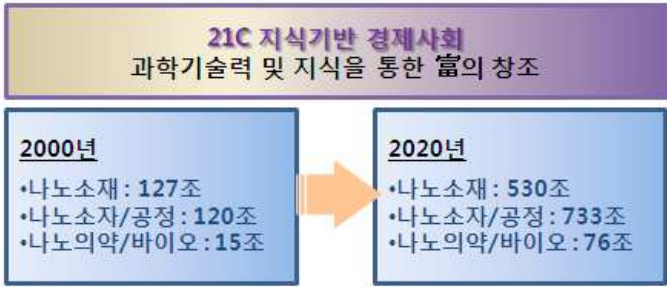 21C 지식기반 경제사회
과학기술력 및 지식을 통한 富의 창조
2000년
•나노소재 : 127조
•나노소자/공정 : 120조
•나노의약/바이오 : 15조
2020년
•나노소재 : 530조
•나노소자/공정 : 733조
•나노의약/바이오 : 76조